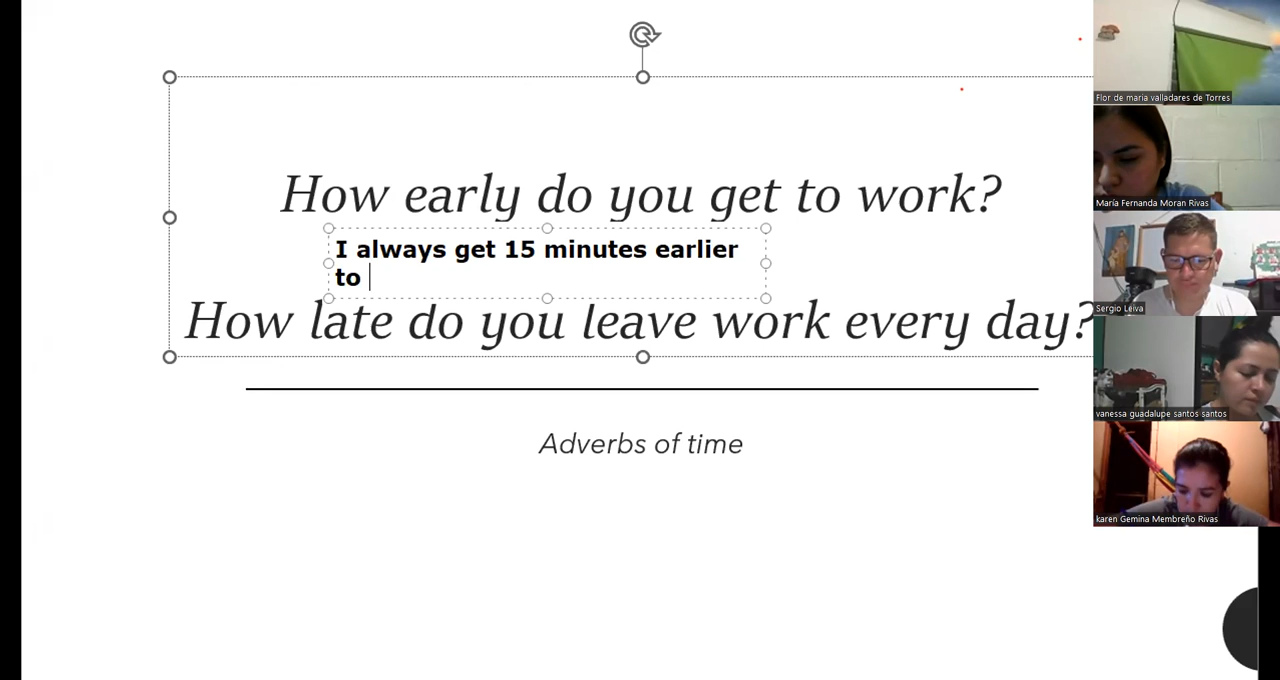 How early do you get to work?
I always get 15 minutes earlier
to
How late do you leave work every day?
Adverbs of time
Flor de maria valladares de Torres
María Fernanda Moran Rivas
Sergio Leiva
vanessa guadalupe santos santos
karen Gemina Membreño Rivas